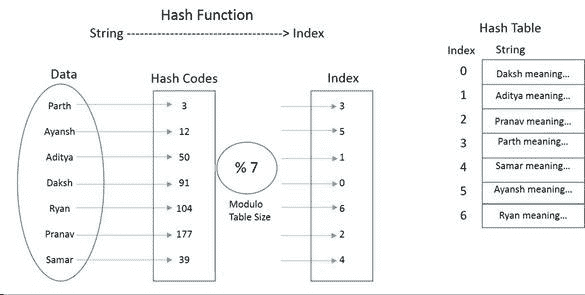 Hash Function
String ----------------------------> Index
Data
Hash Codes
Index
Parth
3
3
Ayansh
12
5
Aditya
50
1
Daksh
91
0
Ryan
104
6
Pranav
177
2
Samar
39
4
% 7
Modulo
Table Size
Hash Table
Index String
0 Daksh meaning...
1 Aditya meaning...
2 Pranav meaning...
3 Parth meaning...
4 Samar meaning...
5 Ayansh meaning...
6 Ryan meaning...